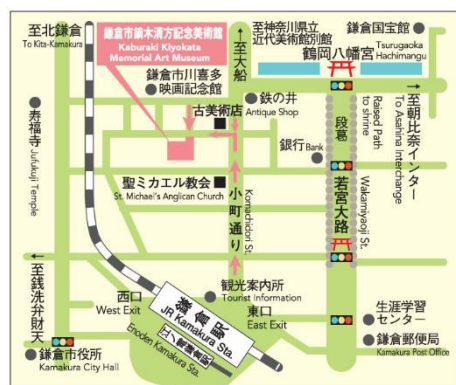 至北鎌倉
To Kita-Kamakura
鎌倉市鏑木清方記念美術館
Kaburaki Kiyokata
Memorial Art Museum
至大船
至神奈川県立
近代美術館別館
鎌倉国宝館
鶴岡八幡宮
Tsurugaoka
Hachimangu
鎌倉市川喜多
映画記念館
古美術店
鉄の井
Antique Shop
寿福寺
Jufukuji Temple
銀行
Bank
段葛
Raised Path
to shrine
至朝比奈インター
To Asahina Interchange
聖ミカエル教会
St. Michael's Anglican Church
小町通り
Komachidori St.
若宮大路
Wakamiyaoji St.
至銭洗弁財天
西口
West Exit
鎌倉駅
JR Kamakura Sta.
江ノ電鎌倉駅
Enoden Kamakura Sta.
観光案内所
Tourist Information
東口
East Exit
生涯学習
センター
鎌倉郵便局
Kamakura Post Office
鎌倉市役所
Kamakura City Hall